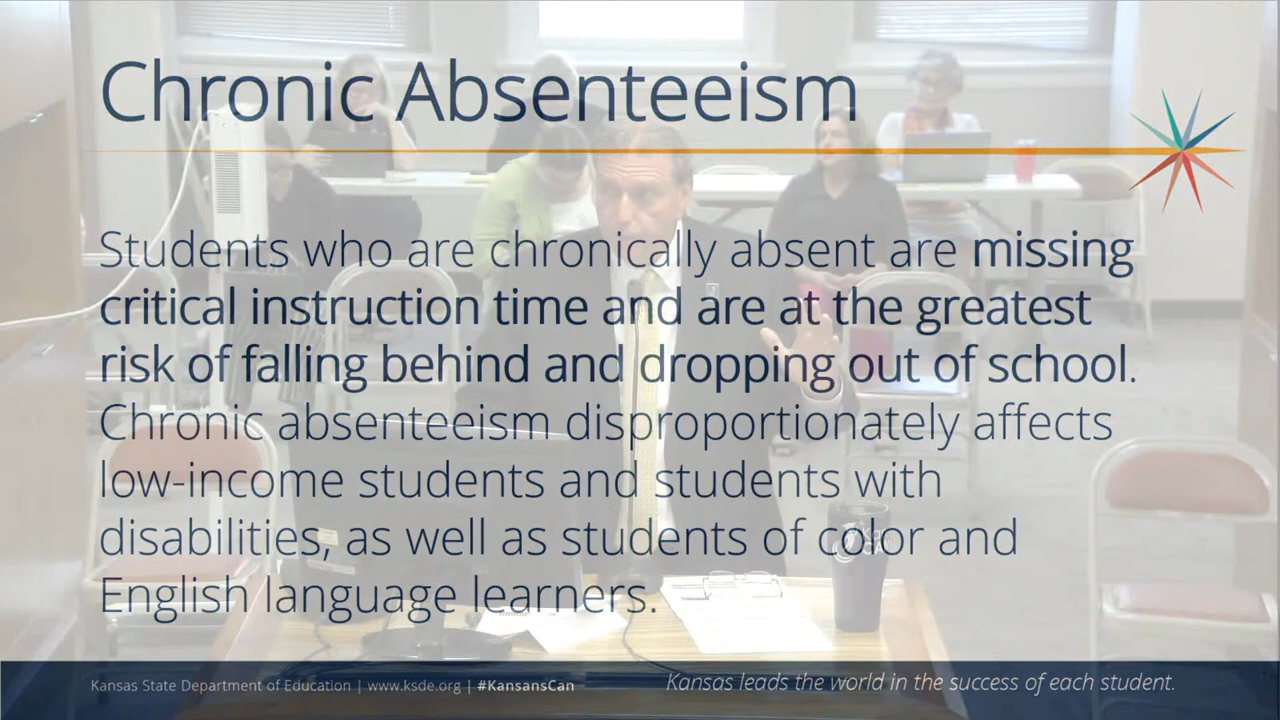 Chronic Absenteeism
Students who are chronically absent are missing
critical instruction time and are at the greatest
risk of falling behind and dropping out of school.
Chronic absenteeism disproportionately affects
low-income students and students with
disabilities, as well as students of color and
English language learners.
Kansas State Department of Education | www.ksde.org | #KansansCan
Kansas leads the world in the success of each student.